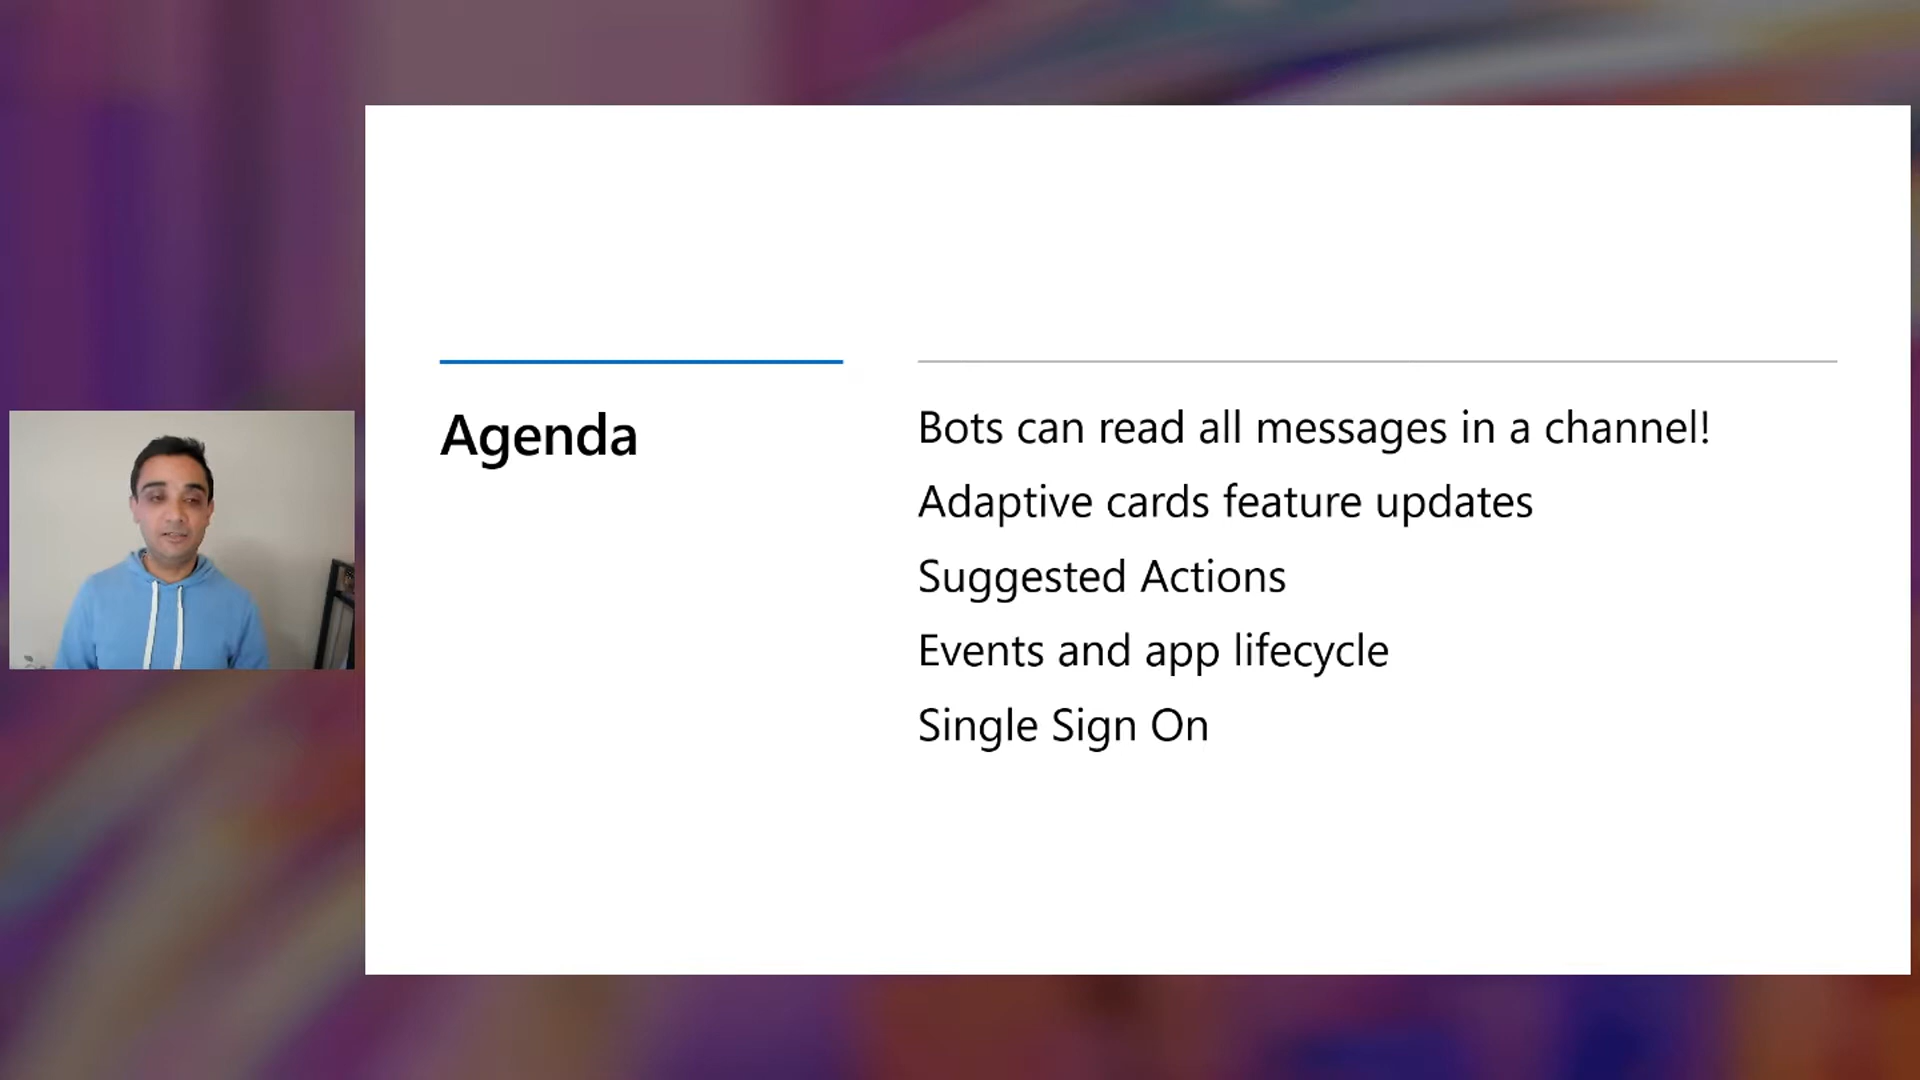 Agenda
Bots can read all messages in a channel!
Adaptive cards feature updates
Suggested Actions
Events and app lifecycle
Single Sign On